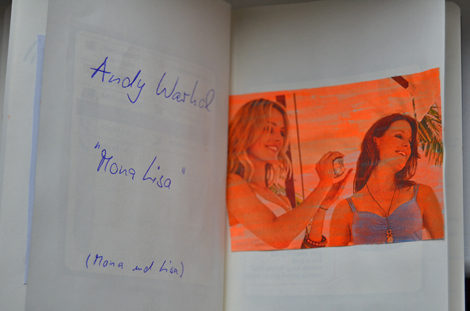 Andy Warhol
"Mona Lisa"
(Mona und Lisa)